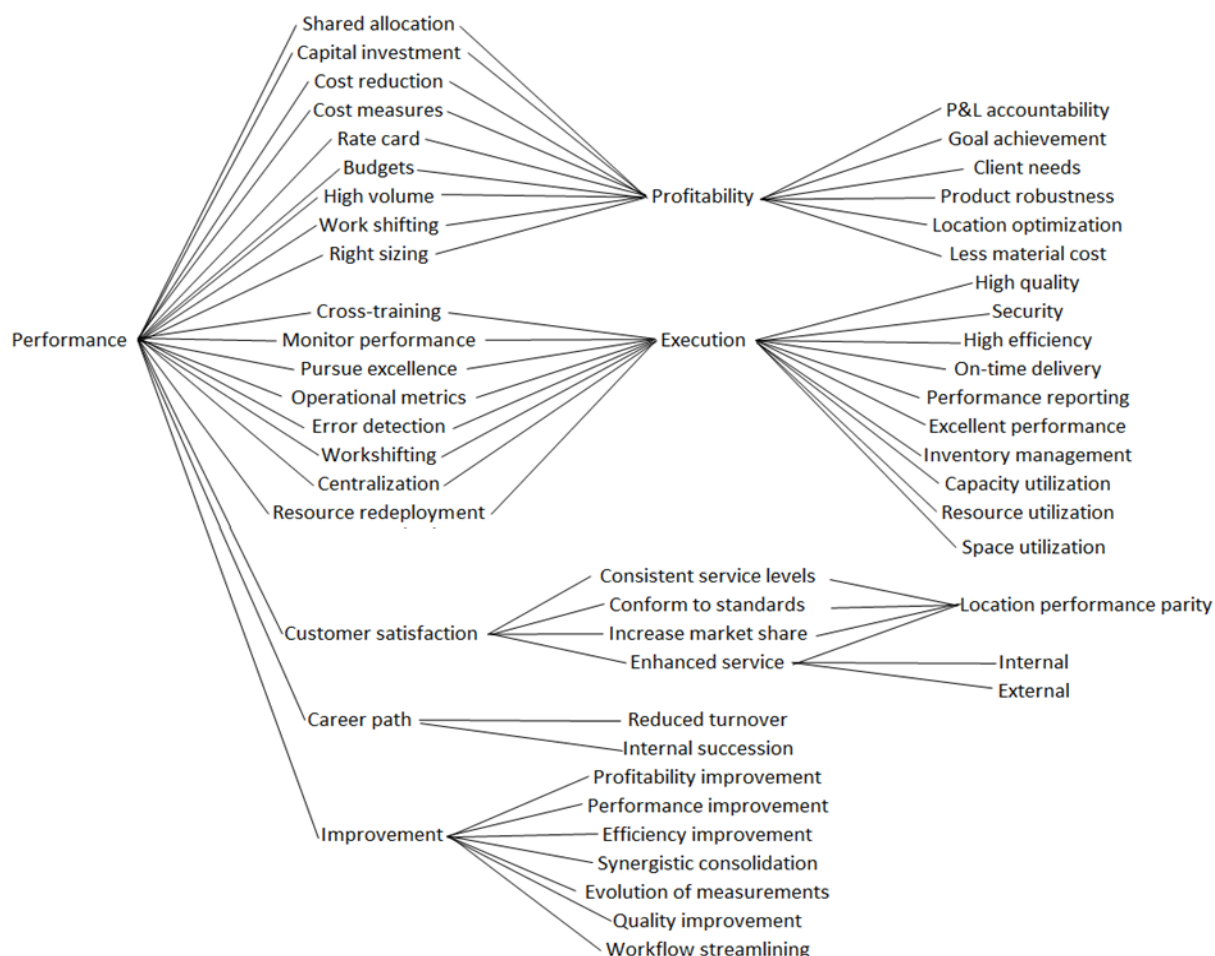 Shared allocation
Capital investment
Cost reduction
Cost measures
P&L accountability
Rate card
Goal achievement
Budgets
Client needs
High volume
Profitability
Product robustness
Work shifting
Location optimization
Right sizing
Less material cost
High quality
Cross-training
Security
Performance
Monitor performance
Execution
High efficiency
Pursue excellence
On-time delivery
Operational metrics
Performance reporting
Error detection
Excellent performance
Workshifting
Inventory management
Centralization
Capacity utilization
Resource redeployment
Resource utilization
Space utilization
Consistent service levels
Conform to standards
Location performance parity
Customer satisfaction
Increase market share
Enhanced service
Internal
External
Career path
Reduced turnover
Internal succession
Profitability improvement
Performance improvement
Improvement
Efficiency improvement
Synergistic consolidation
Evolution of measurements
Quality improvement
Workflow streamlining